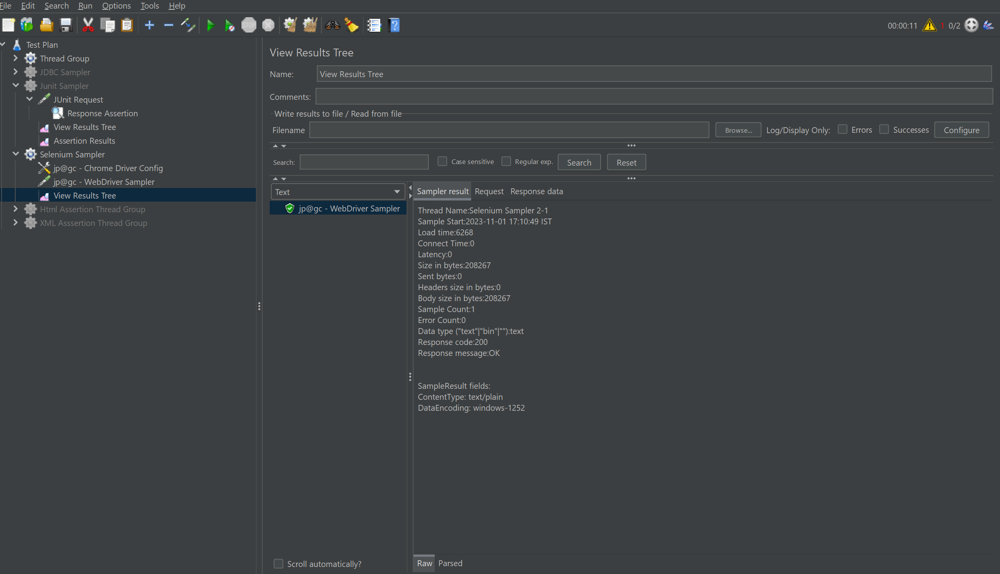 File Edit Search Run Options Tools Help
STOP
00:00:11 1 0/2
Test Plan
Thread Group
JDBC Sampler
Junit Sampler
JUnit Request
Response Assertion
View Results Tree
Assertion Results
Selenium Sampler
jp@gc - Chrome Driver Config
jp@gc - WebDriver Sampler
View Results Tree
Html Assertion Thread Group
XML Asssertion Thread Group
View Results Tree
Name: View Results Tree
Comments:
Write results to file / Read from file
Filename Browse... Log/Display Only: Errors Successes Configure
Search: Case sensitive Regular exp. Search Reset
Text
jp@gc - WebDriver Sampler
Sampler result Request Response data
Thread Name:Selenium Sampler 2-1
Sample Start:2023-11-01 17:10:49 IST
Load time:6268
Connect Time:0
Latency:0
Size in bytes:208267
Sent bytes:0
Headers size in bytes:0
Body size in bytes:208267
Sample Count:1
Error Count:0
Data type ("text"|"bin"|""):text
Response code:200
Response message:OK
SampleResult fields:
ContentType: text/plain
DataEncoding: windows-1252
Scroll automatically?
Raw Parsed